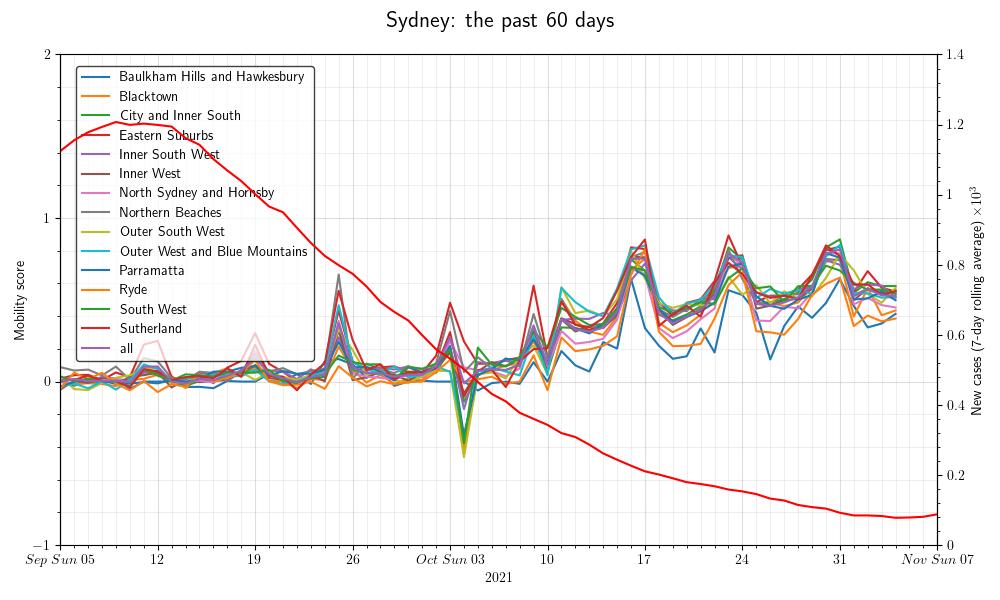 Sydney: the past 60 days
2
1
0
−1
Mobility score
Baulkham Hills and Hawkesbury
Blacktown
City and Inner South
Eastern Suburbs
Inner South West
Inner West
North Sydney and Hornsby
Northern Beaches
Outer South West
Outer West and Blue Mountains
Parramatta
Ryde
South West
Sutherland
all
1.4
1.2
1
0.8
0.6
0.4
0.2
0
New cases (7-day rolling average) ×10³
Sep Sun 05 12 19 26 Oct Sun 03 10 17 24 31 Nov Sun 07
2021